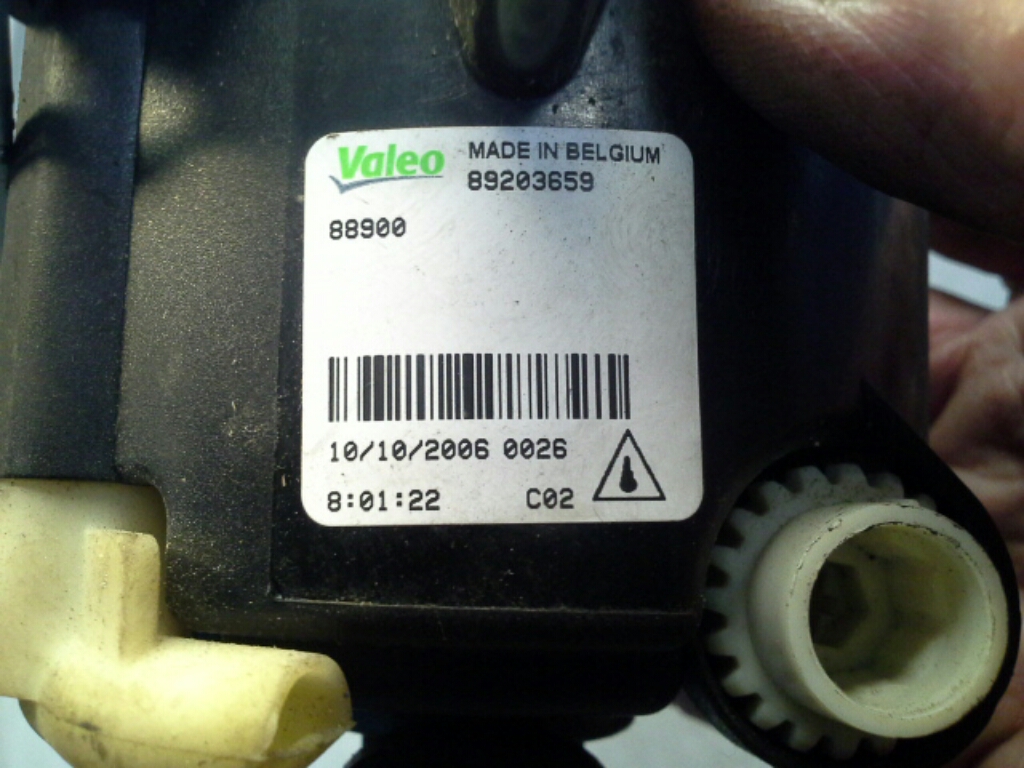 Valeo MADE IN BELGIUM
89203659
88900
10/10/2006 0026
8:01:22 C02